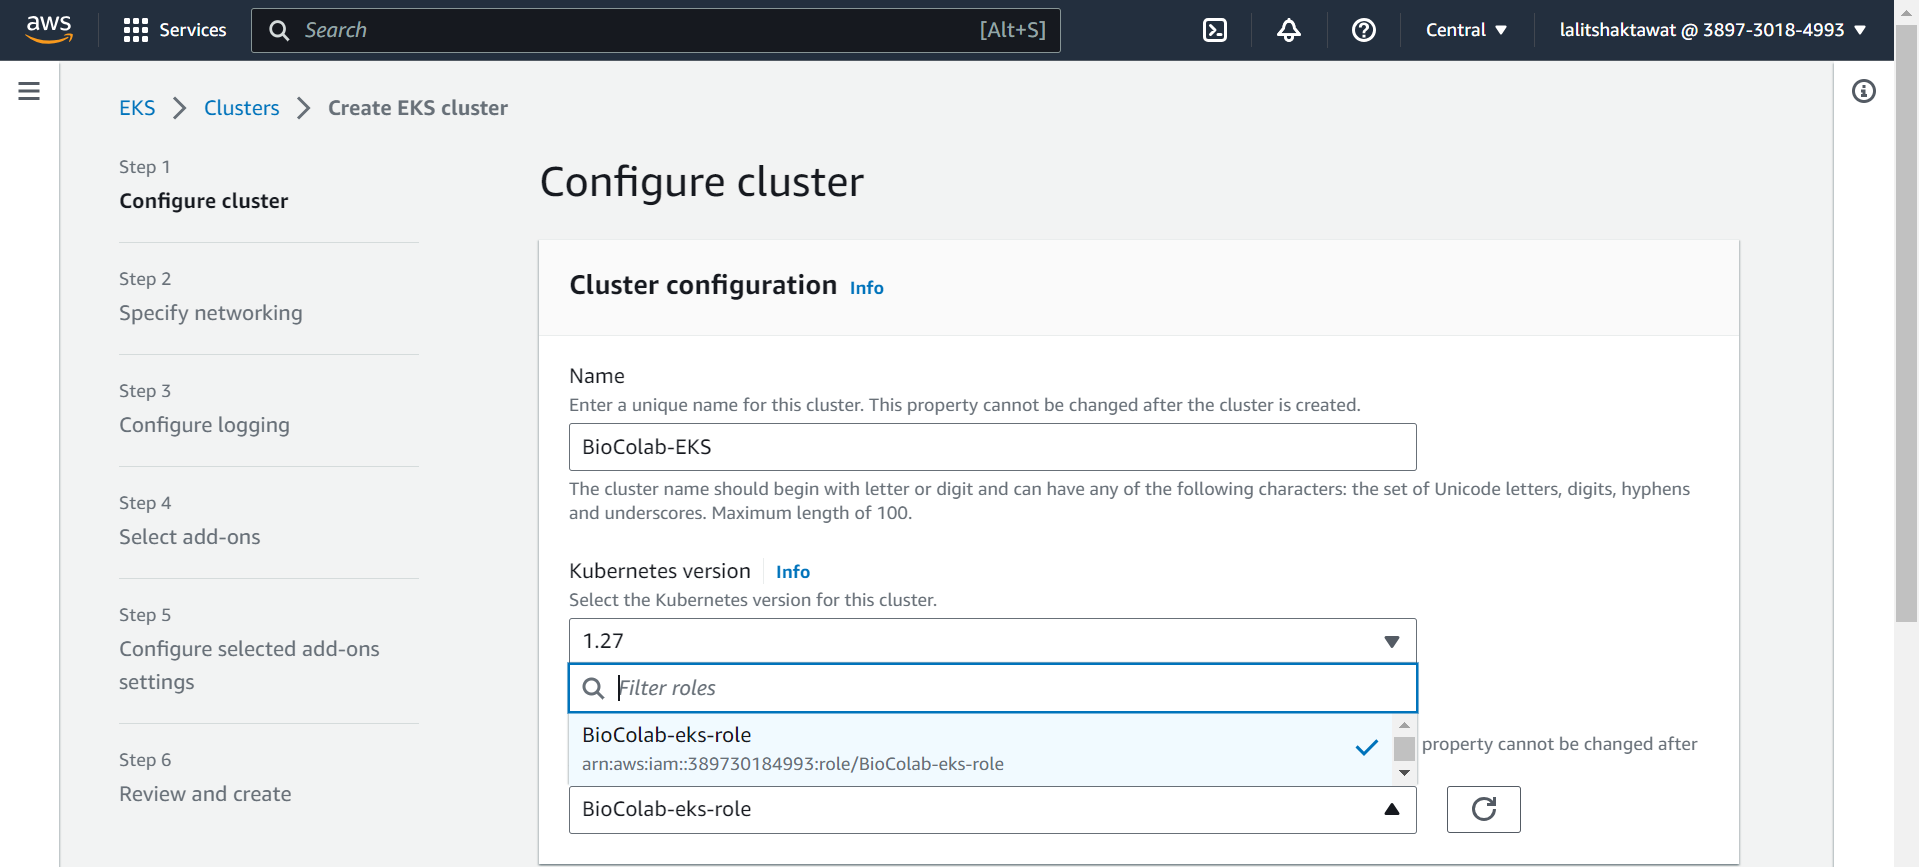 aws
Services
Search
[Alt+S]
Central
lalitshaktawat @ 3897-3018-4993
EKS
Clusters
Create EKS cluster
Step 1
Configure cluster
Step 2
Specify networking
Step 3
Configure logging
Step 4
Select add-ons
Step 5
Configure selected add-ons
settings
Step 6
Review and create
Configure cluster
Cluster configuration Info
Name
Enter a unique name for this cluster. This property cannot be changed after the cluster is created.
BioColab-EKS
The cluster name should begin with letter or digit and can have any of the following characters: the set of Unicode letters, digits, hyphens
and underscores. Maximum length of 100.
Kubernetes version Info
Select the Kubernetes version for this cluster.
1.27
Filter roles
BioColab-eks-role
property cannot be changed after
arn:aws:iam::389730184993:role/BioColab-eks-role
BioColab-eks-role